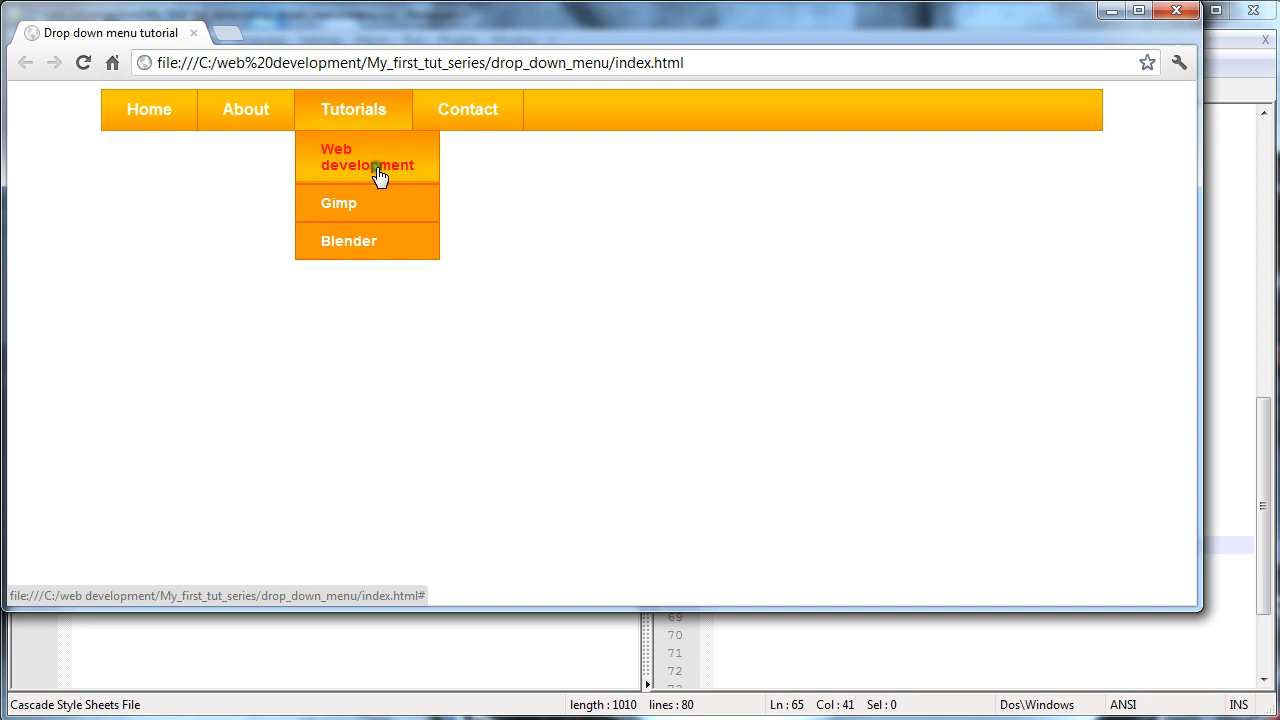 Drop down menu tutorial
file:///C:/web%20development/My_first_tut_series/drop_down_menu/index.html
Home About Tutorials Contact
Web
development
Gimp
Blender
file:///C:/web development/My_first_tut_series/drop_down_menu/index.html#
69
70
71
72
Cascade Style Sheets File length : 1010 lines : 80 Ln : 65 Col : 41 Sel : 0 Dos\Windows ANSI INS